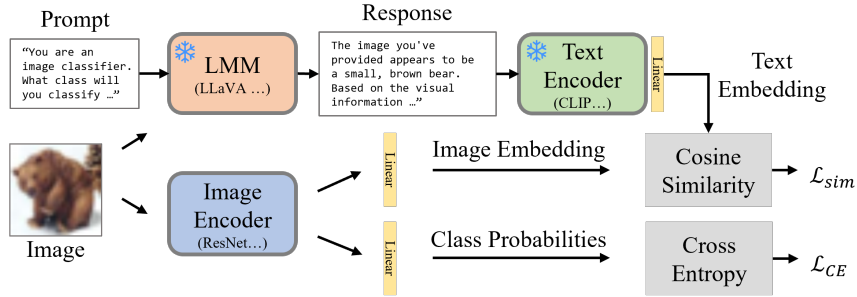 Prompt
“You are an
image classifier.
What class will
you classify …”
LMM
(LLaVA …)
Response
The image you've
provided appears to be
a small, brown bear.
Based on the visual
information …”
Text
Encoder
(CLIP…)
Linear
Text
Embedding
Image
Image
Encoder
(ResNet…)
Linear
Image Embedding
Cosine
Similarity
ℒsim
Linear
Class Probabilities
Cross
Entropy
ℒCE